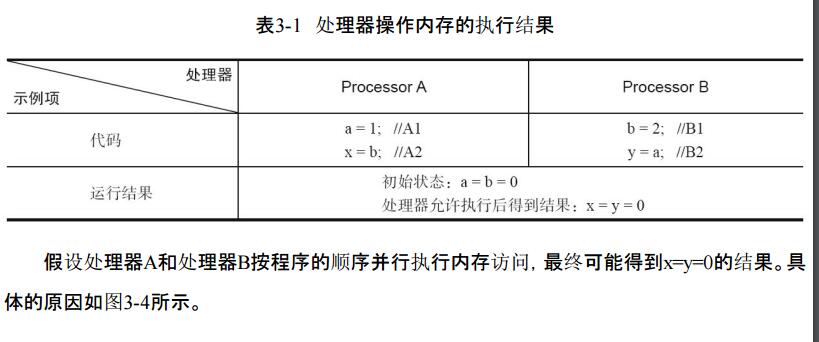 表3-1 处理器操作内存的执行结果
处理器
示例项
Processor A
Processor B
代码
a = 1; //A1
x = b; //A2
b = 2; //B1
y = a; //B2
运行结果
初始状态：a = b = 0
处理器允许执行后得到结果：x = y = 0
假设处理器A和处理器B按程序的顺序并行执行内存访问，最终可能得到x=y=0的结果。具
体的原因如图3-4所示。